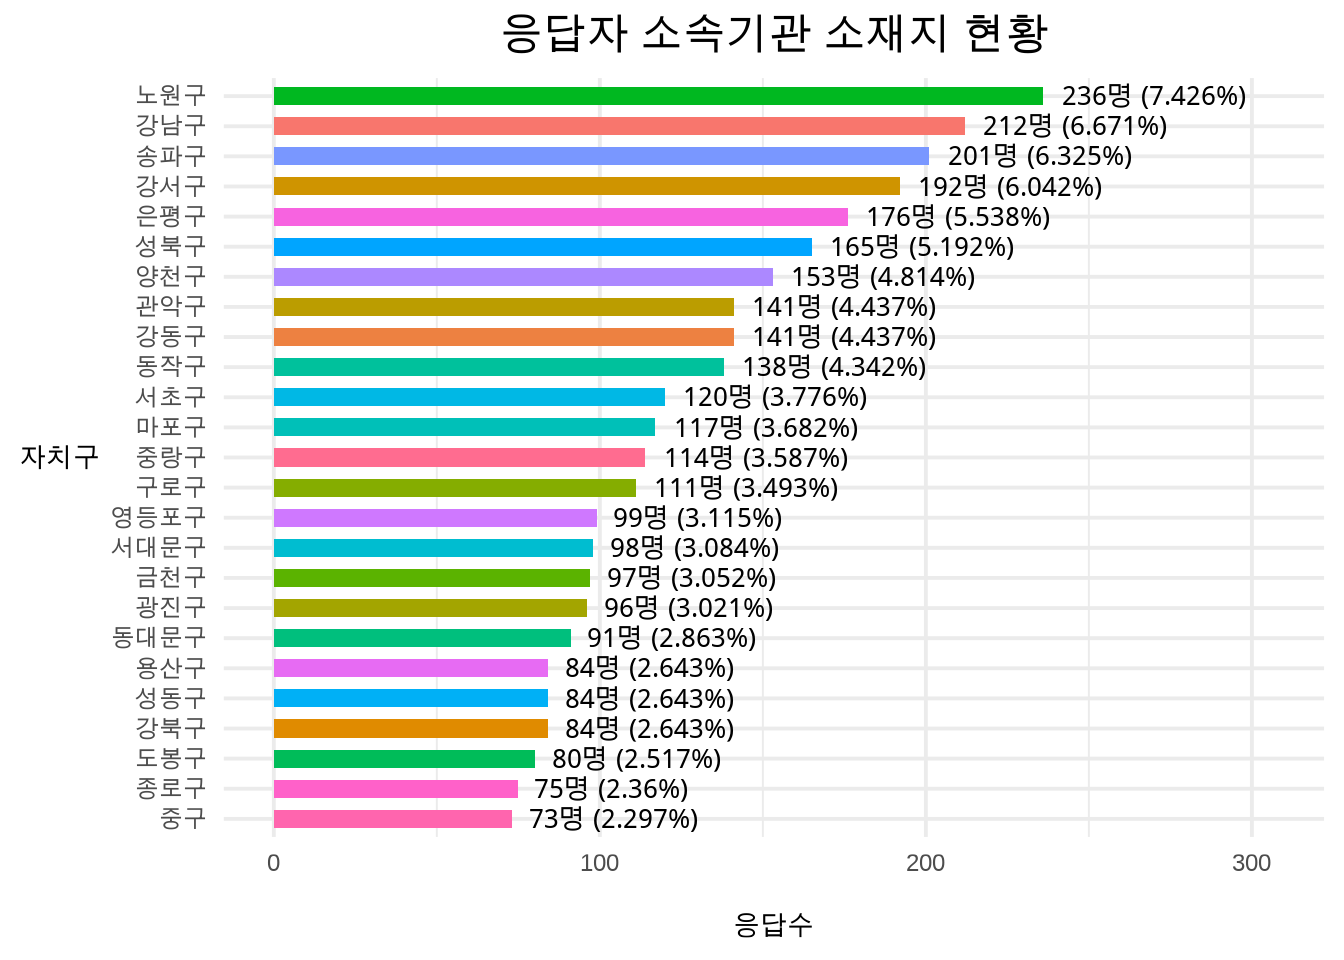 응답자 소속기관 소재지 현황
노원구 236명 (7.426%)
강남구 212명 (6.671%)
송파구 201명 (6.325%)
강서구 192명 (6.042%)
은평구 176명 (5.538%)
성북구 165명 (5.192%)
양천구 153명 (4.814%)
관악구 141명 (4.437%)
강동구 141명 (4.437%)
동작구 138명 (4.342%)
서초구 120명 (3.776%)
마포구 117명 (3.682%)
자치구
중랑구 114명 (3.587%)
구로구 111명 (3.493%)
영등포구 99명 (3.115%)
서대문구 98명 (3.084%)
금천구 97명 (3.052%)
광진구 96명 (3.021%)
동대문구 91명 (2.863%)
용산구 84명 (2.643%)
성동구 84명 (2.643%)
강북구 84명 (2.643%)
도봉구 80명 (2.517%)
종로구 75명 (2.36%)
중구 73명 (2.297%)
0 100 200 300
응답수